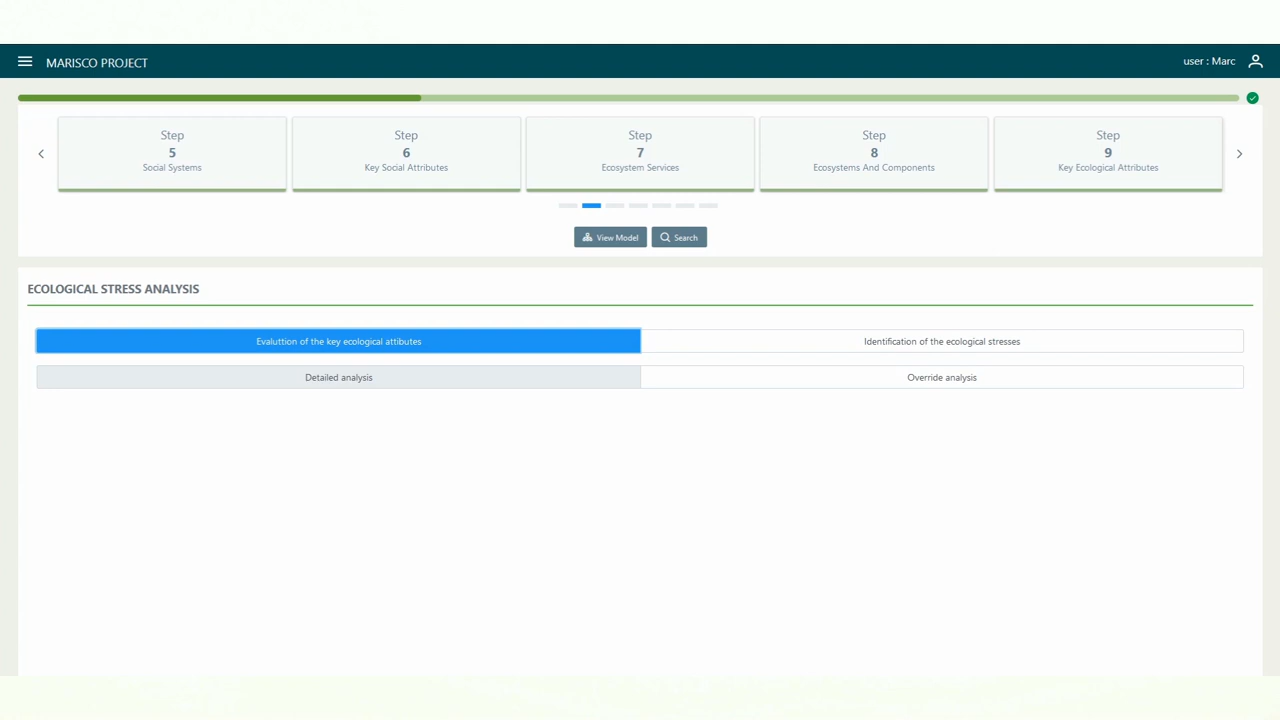 MARISCO PROJECT
user : Marc
Step
5
Social Systems
Step
6
Key Social Attributes
Step
7
Ecosystem Services
Step
8
Ecosystems And Components
Step
9
Key Ecological Attributes
View Model
Search
ECOLOGICAL STRESS ANALYSIS
Evaluttion of the key ecological attibutes
Identification of the ecological stresses
Detailed analysis
Override analysis